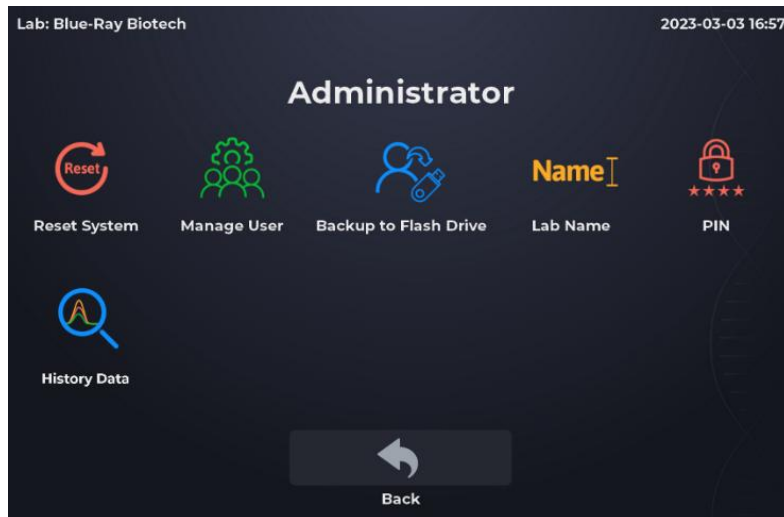 Lab: Blue-Ray Biotech 2023-03-03 16:57
Administrator
Reset Name
Reset System Manage User Backup to Flash Drive Lab Name PIN
History Data
Back